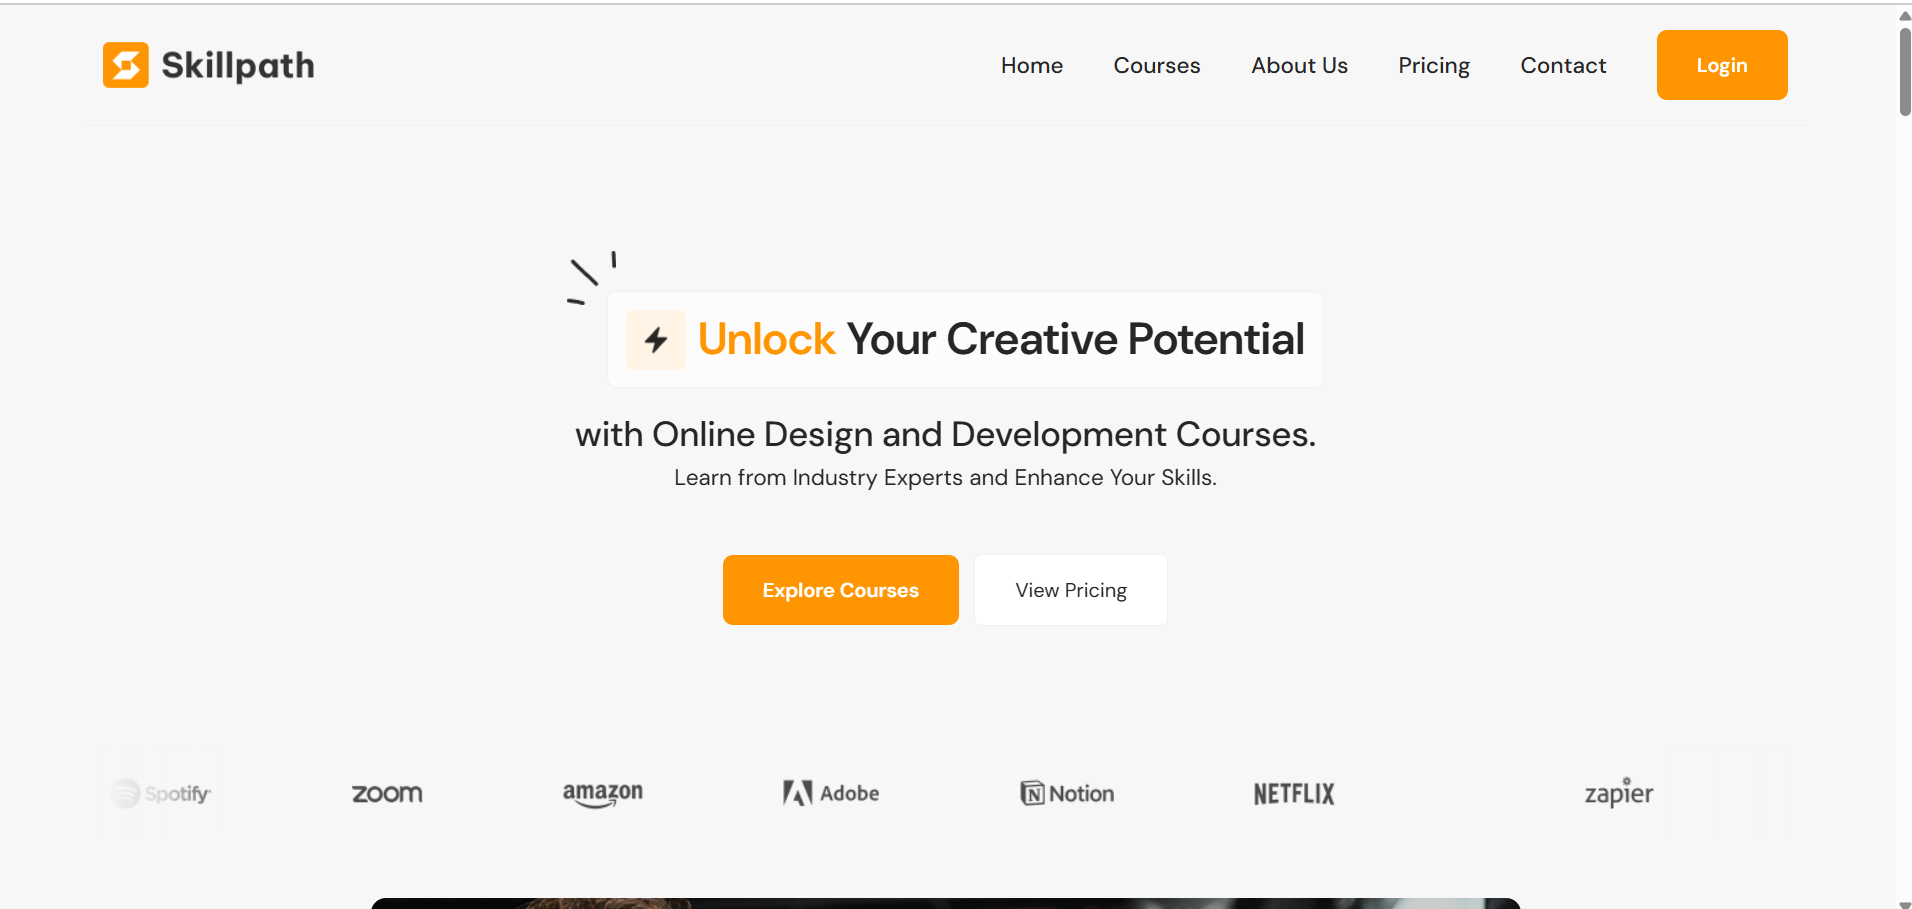 Skillpath
Home Courses About Us Pricing Contact Login
Unlock Your Creative Potential
with Online Design and Development Courses.
Learn from Industry Experts and Enhance Your Skills.
Explore Courses View Pricing
Spotify zoom amazon Adobe Notion NETFLIX zapier